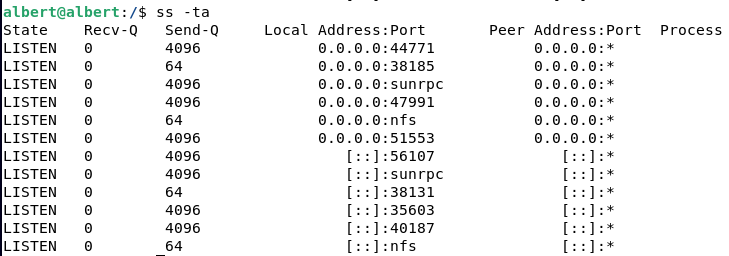 albert@albert:/$ ss -ta
State    Recv-Q   Send-Q     Local Address:Port       Peer Address:Port  Process
LISTEN   0        4096             0.0.0.0:44771           0.0.0.0:*
LISTEN   0        64               0.0.0.0:38185           0.0.0.0:*
LISTEN   0        4096             0.0.0.0:sunrpc          0.0.0.0:*
LISTEN   0        4096             0.0.0.0:47991           0.0.0.0:*
LISTEN   0        64               0.0.0.0:nfs             0.0.0.0:*
LISTEN   0        4096             0.0.0.0:51553           0.0.0.0:*
LISTEN   0        4096                [::]:56107              [::]:*
LISTEN   0        4096                [::]:sunrpc             [::]:*
LISTEN   0        64                  [::]:38131              [::]:*
LISTEN   0        4096                [::]:35603              [::]:*
LISTEN   0        4096                [::]:40187              [::]:*
LISTEN   0        64                  [::]:nfs                [::]:*